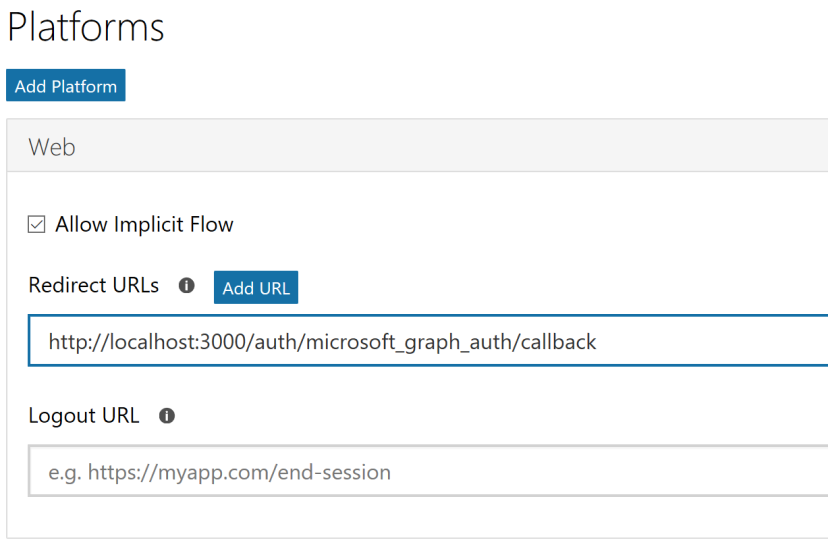 Platforms
Add Platform
Web
Allow Implicit Flow
Redirect URLs
Add URL
http://localhost:3000/auth/microsoft_graph_auth/callback
Logout URL
e.g. https://myapp.com/end-session